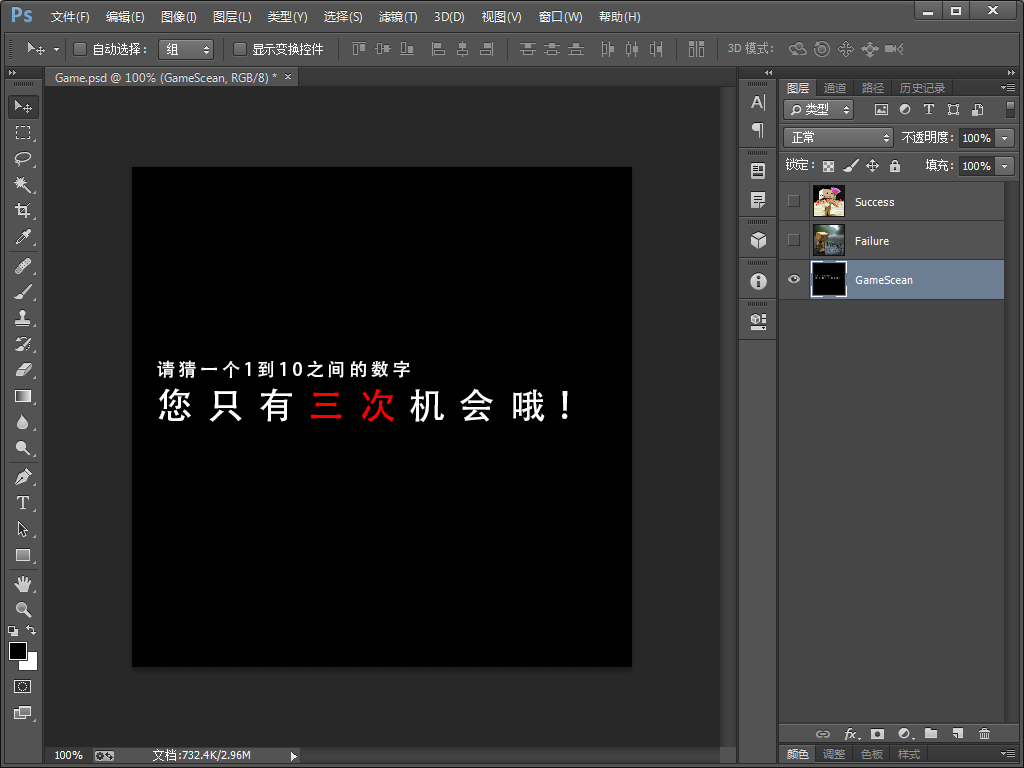 Ps 文件(F) 编辑(E) 图像(I) 图层(L) 类型(Y) 选择(S) 滤镜(T) 3D(D) 视图(V) 窗口(W) 帮助(H)
自动选择： 组 显示变换控件 3D 模式：
Game.psd @ 100% (GameScean, RGB/8) * ×
图层 通道 路径 历史记录
类型
正常 不透明度： 100%
锁定： 填充： 100%
Success
Failure
GameScean
请猜一个1到10之间的数字
您只有三次机会哦！
100% 文档:732.4K/2.96M
颜色 调整 色板 样式